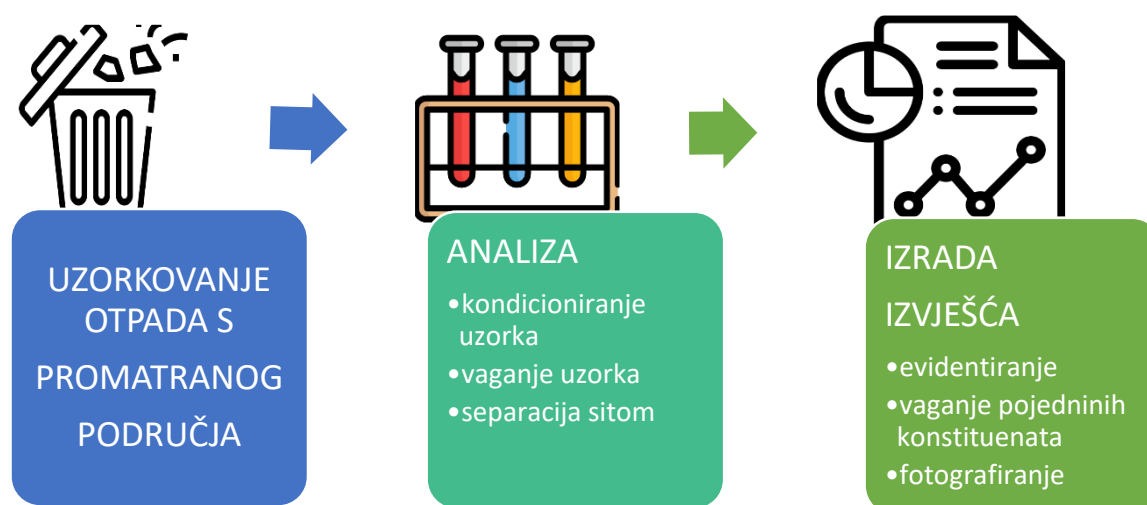 UZORKOVANJE
OTPADA S
PROMATRANOG
PODRUČJA
ANALIZA
•kondicioniranje
uzorka
•vaganje uzorka
•separacija sitom
IZRADA
IZVJEŠĆA
•evidentiranje
•vaganje pojedninih
konstituenata
•fotografiranje